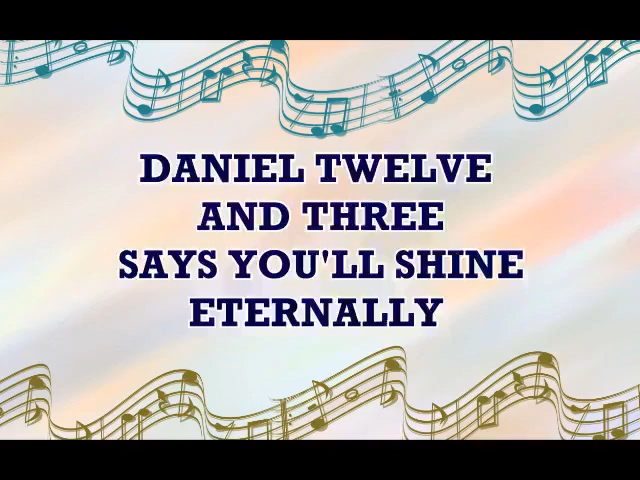 DANIEL TWELVE
AND THREE
SAYS YOU'LL SHINE
ETERNALLY